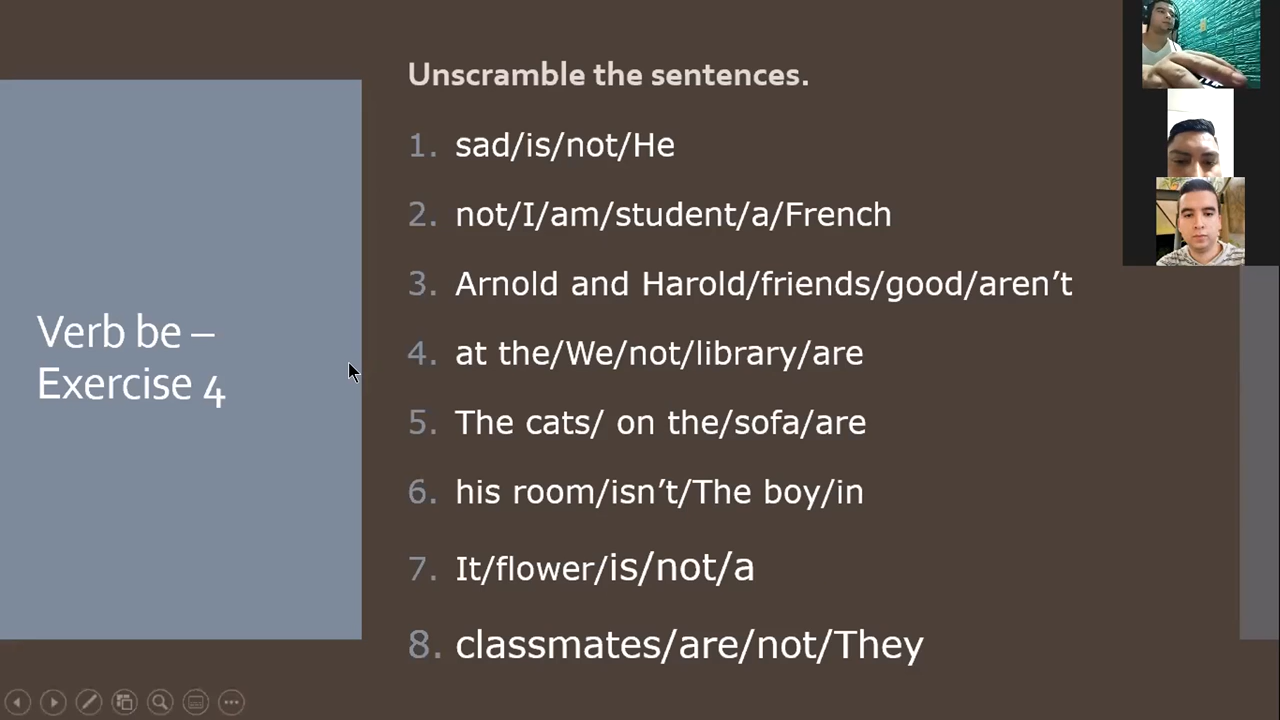 Unscramble the sentences.
1. sad/is/not/He
2. not/I/am/student/a/French
3. Arnold and Harold/friends/good/aren’t
4. at the/We/not/library/are
5. The cats/ on the/sofa/are
6. his room/isn’t/The boy/in
7. It/flower/is/not/a
8. classmates/are/not/They
Verb be –
Exercise 4